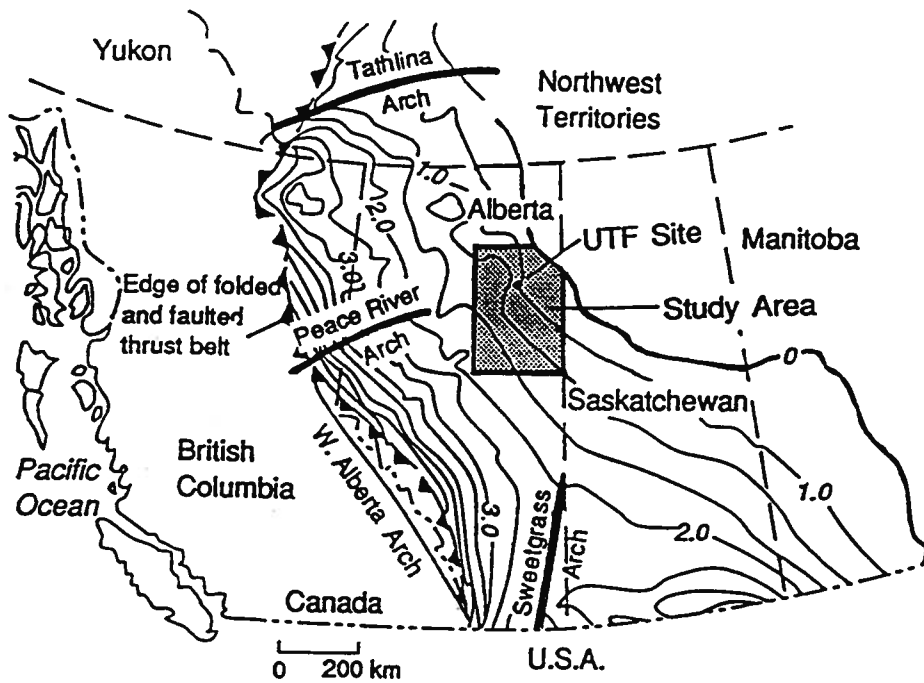 Yukon
Tathlina
Arch
Northwest
Territories
1.0
2.0
3.0
Alberta
UTF Site
Manitoba
Study Area
Edge of folded
and faulted
thrust belt
Peace River
Arch
0
Saskatchewan
British
Columbia
Pacific
Ocean
W. Alberta Arch
3.0
Sweetgrass
Arch
2.0
1.0
Canada
U.S.A.
0 200 km